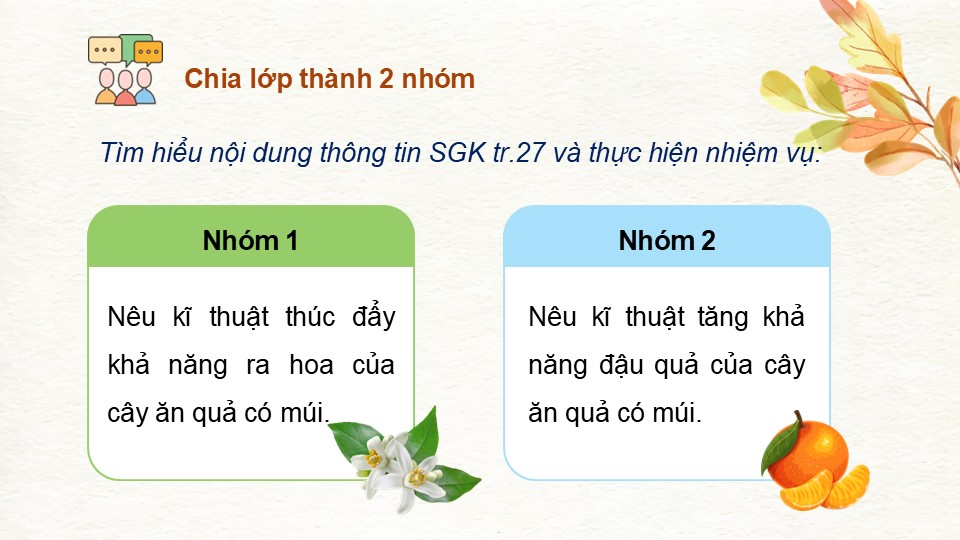 Chia lớp thành 2 nhóm
Tìm hiểu nội dung thông tin SGK tr.27 và thực hiện nhiệm vụ:
Nhóm 1
Nêu kĩ thuật thúc đẩy
khả năng ra hoa của
cây ăn quả có múi.
Nhóm 2
Nêu kĩ thuật tăng khả
năng đậu quả của cây
ăn quả có múi.